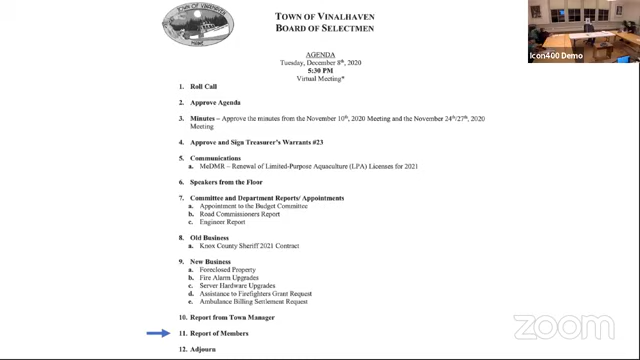 TOWN OF VINALHAVEN
TOWN OF VINALHAVEN
BOARD OF SELECTMEN
AGENDA
Tuesday, December 8th, 2020
5:30 PM
Virtual Meeting*
1. Roll Call
2. Approve Agenda
3. Minutes – Approve the minutes from the November 10th, 2020 Meeting and the November 24th/27th, 2020
Meeting
4. Approve and Sign Treasurer's Warrants #23
5. Communications
a. MeDMR – Renewal of Limited-Purpose Aquaculture (LPA) Licenses for 2021
6. Speakers from the Floor
7. Committee and Department Reports/ Appointments
a. Appointment to the Budget Committee
b. Road Commissioners Report
c. Engineer Report
8. Old Business
a. Knox County Sheriff 2021 Contract
9. New Business
a. Foreclosed Property
b. Fire Alarm Upgrades
c. Server Hardware Upgrades
d. Assistance to Firefighters Grant Request
e. Ambulance Billing Settlement Request
10. Report from Town Manager
11. Report of Members
12. Adjourn
Icon400 Demo
zoom